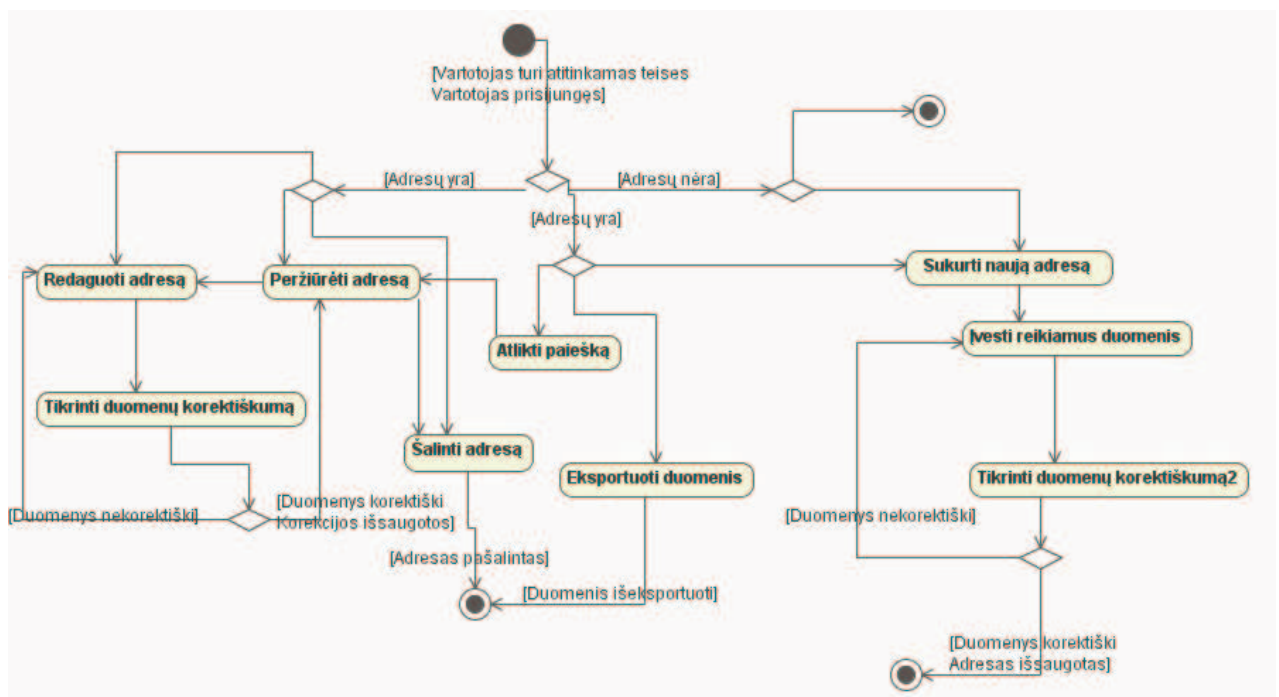 [Vartotojas turi atitinkamas teises
Vartotojas prisijungęs]
[Adresų yra]
[Adresų nėra]
[Adresų yra]
Redaguoti adresą
Peržiūrėti adresą
Sukurti naują adresą
Atlikti paiešką
Įvesti reikiamus duomenis
Tikrinti duomenų korektiškumą
Šalinti adresą
Eksportuoti duomenis
Tikrinti duomenų korektiškumą2
[Duomenys nekorektiški]
[Duomenys korektiški
Korekcijos išsaugotos]
[Duomenys nekorektiški]
[Adresas pašalintas]
[Duomenis išeksportuoti]
[Duomenys korektiški
Adresas išsaugotas]